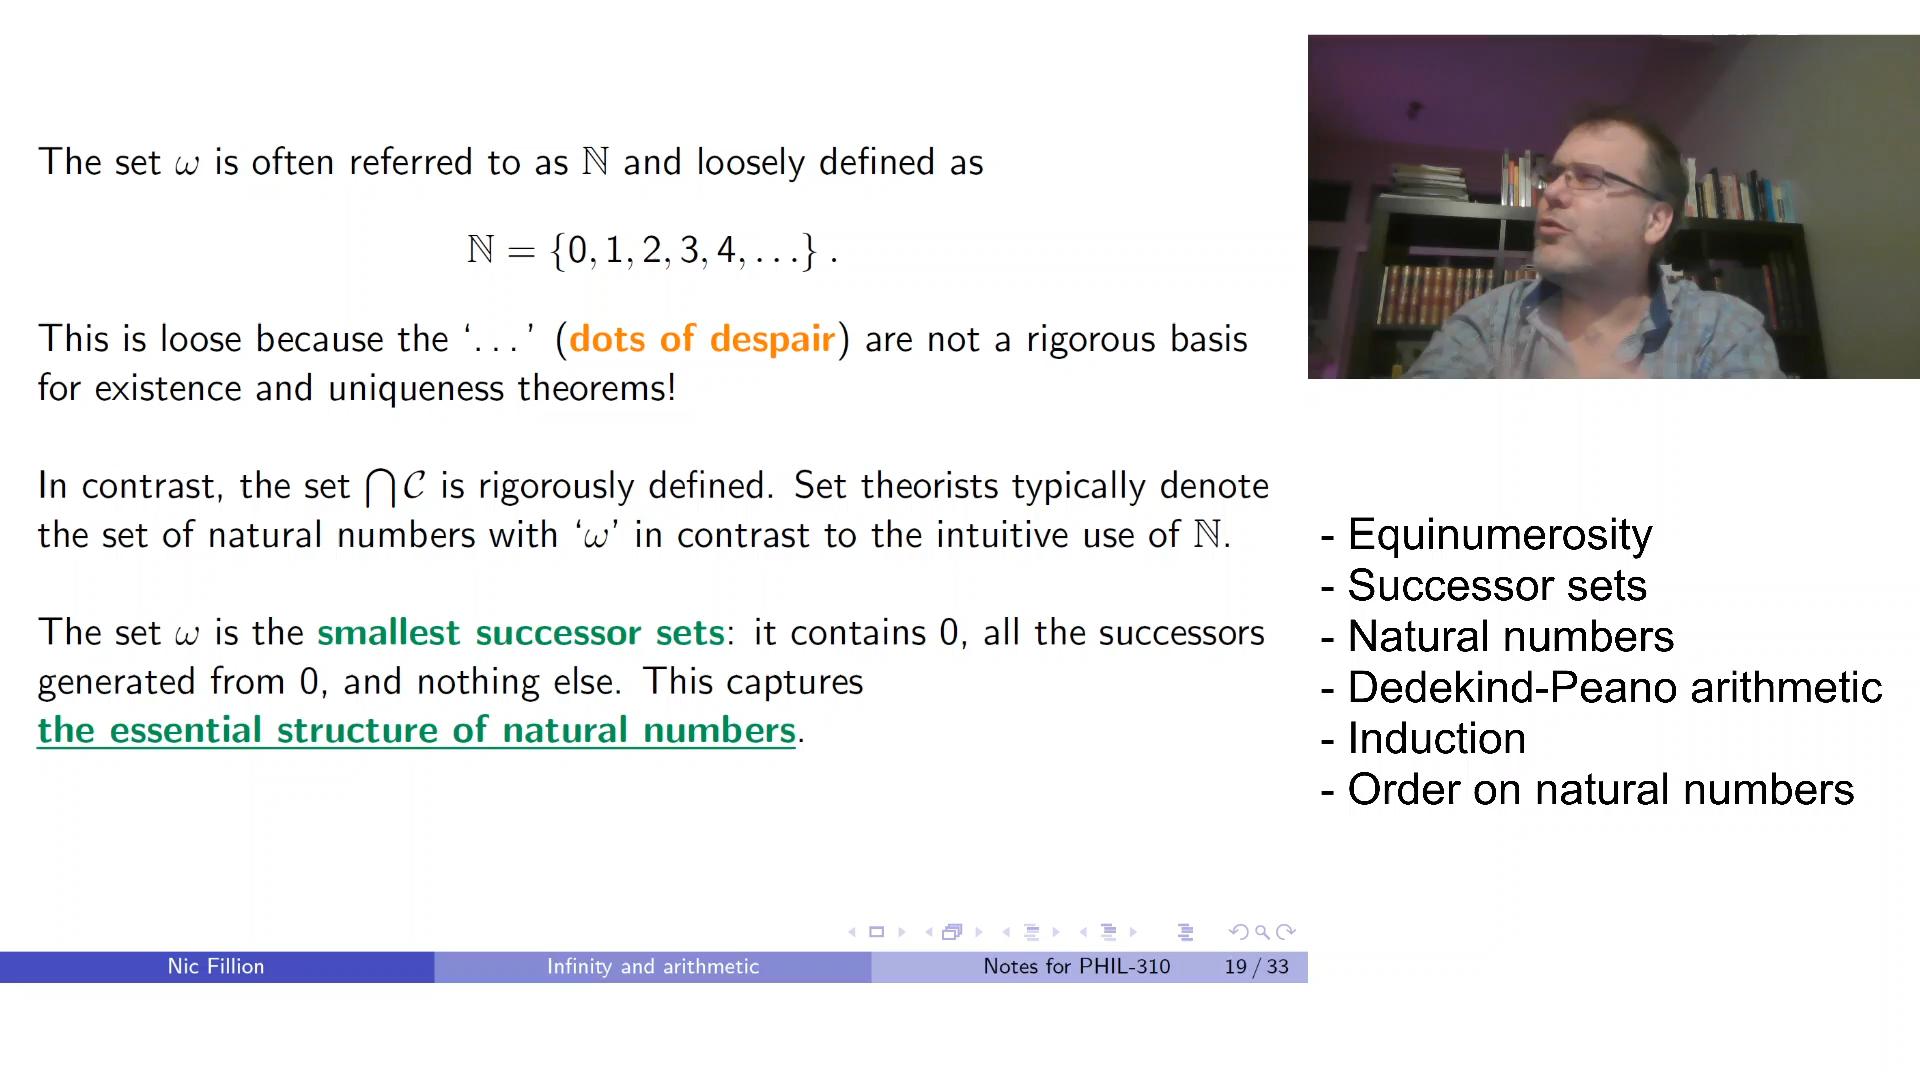 The set ω is often referred to as ℕ and loosely defined as
ℕ = {0, 1, 2, 3, 4, . . .} .
This is loose because the ‘. . .’ (dots of despair) are not a rigorous basis
for existence and uniqueness theorems!
In contrast, the set ⋂𝒞 is rigorously defined. Set theorists typically denote
the set of natural numbers with ‘ω’ in contrast to the intuitive use of ℕ.
The set ω is the smallest successor sets: it contains 0, all the successors
generated from 0, and nothing else. This captures
the essential structure of natural numbers.
- Equinumerosity
- Successor sets
- Natural numbers
- Dedekind-Peano arithmetic
- Induction
- Order on natural numbers
Nic Fillion Infinity and arithmetic Notes for PHIL-310 19 / 33